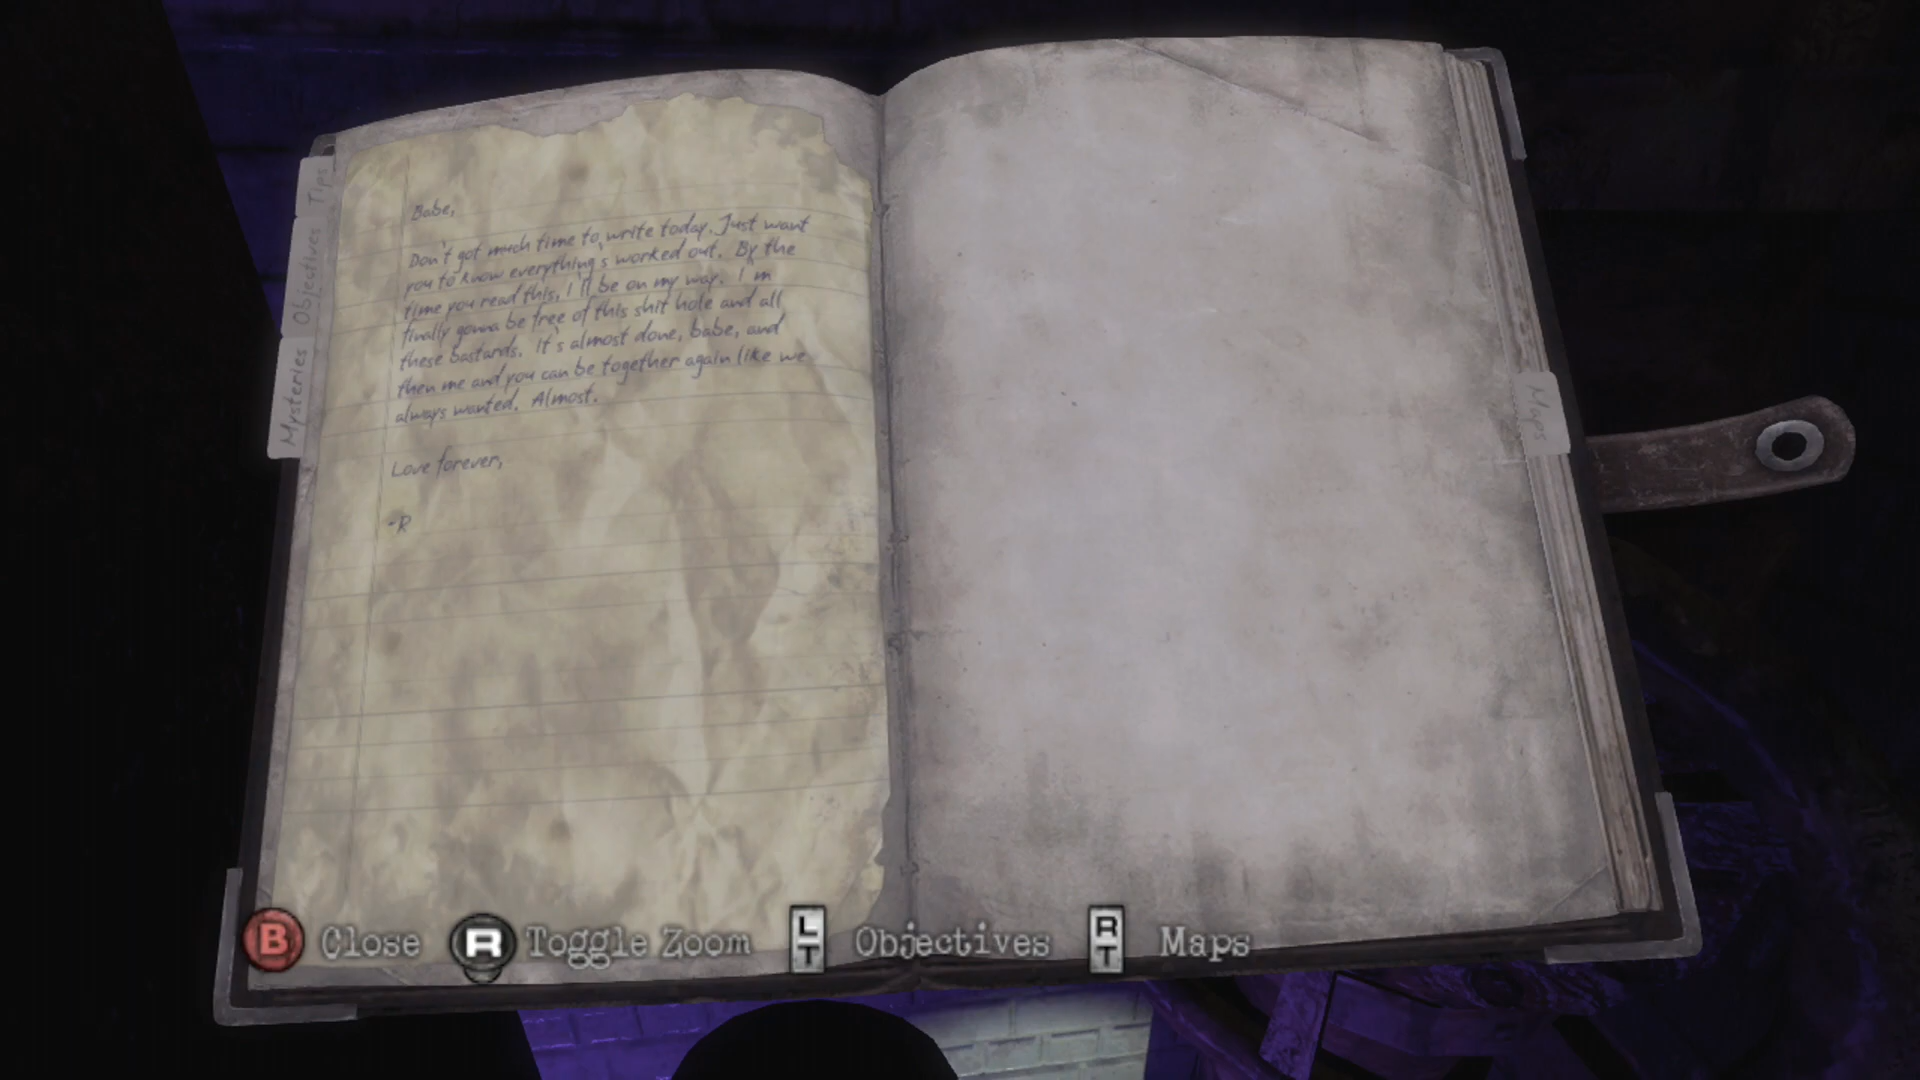 Babe,
Don't got much time to write today. Just want
you to know everything's worked out. By the
time you read this, I'll be on my way. I'm
finally gonna be free of this shit hole and all
these bastards. It's almost done, babe, and
then me and you can be together again like we
always wanted. Almost.
Love forever,
-R
Tips
Objectives
Mysteries
Maps
B Close R Toggle Zoom LT Objectives RT Maps